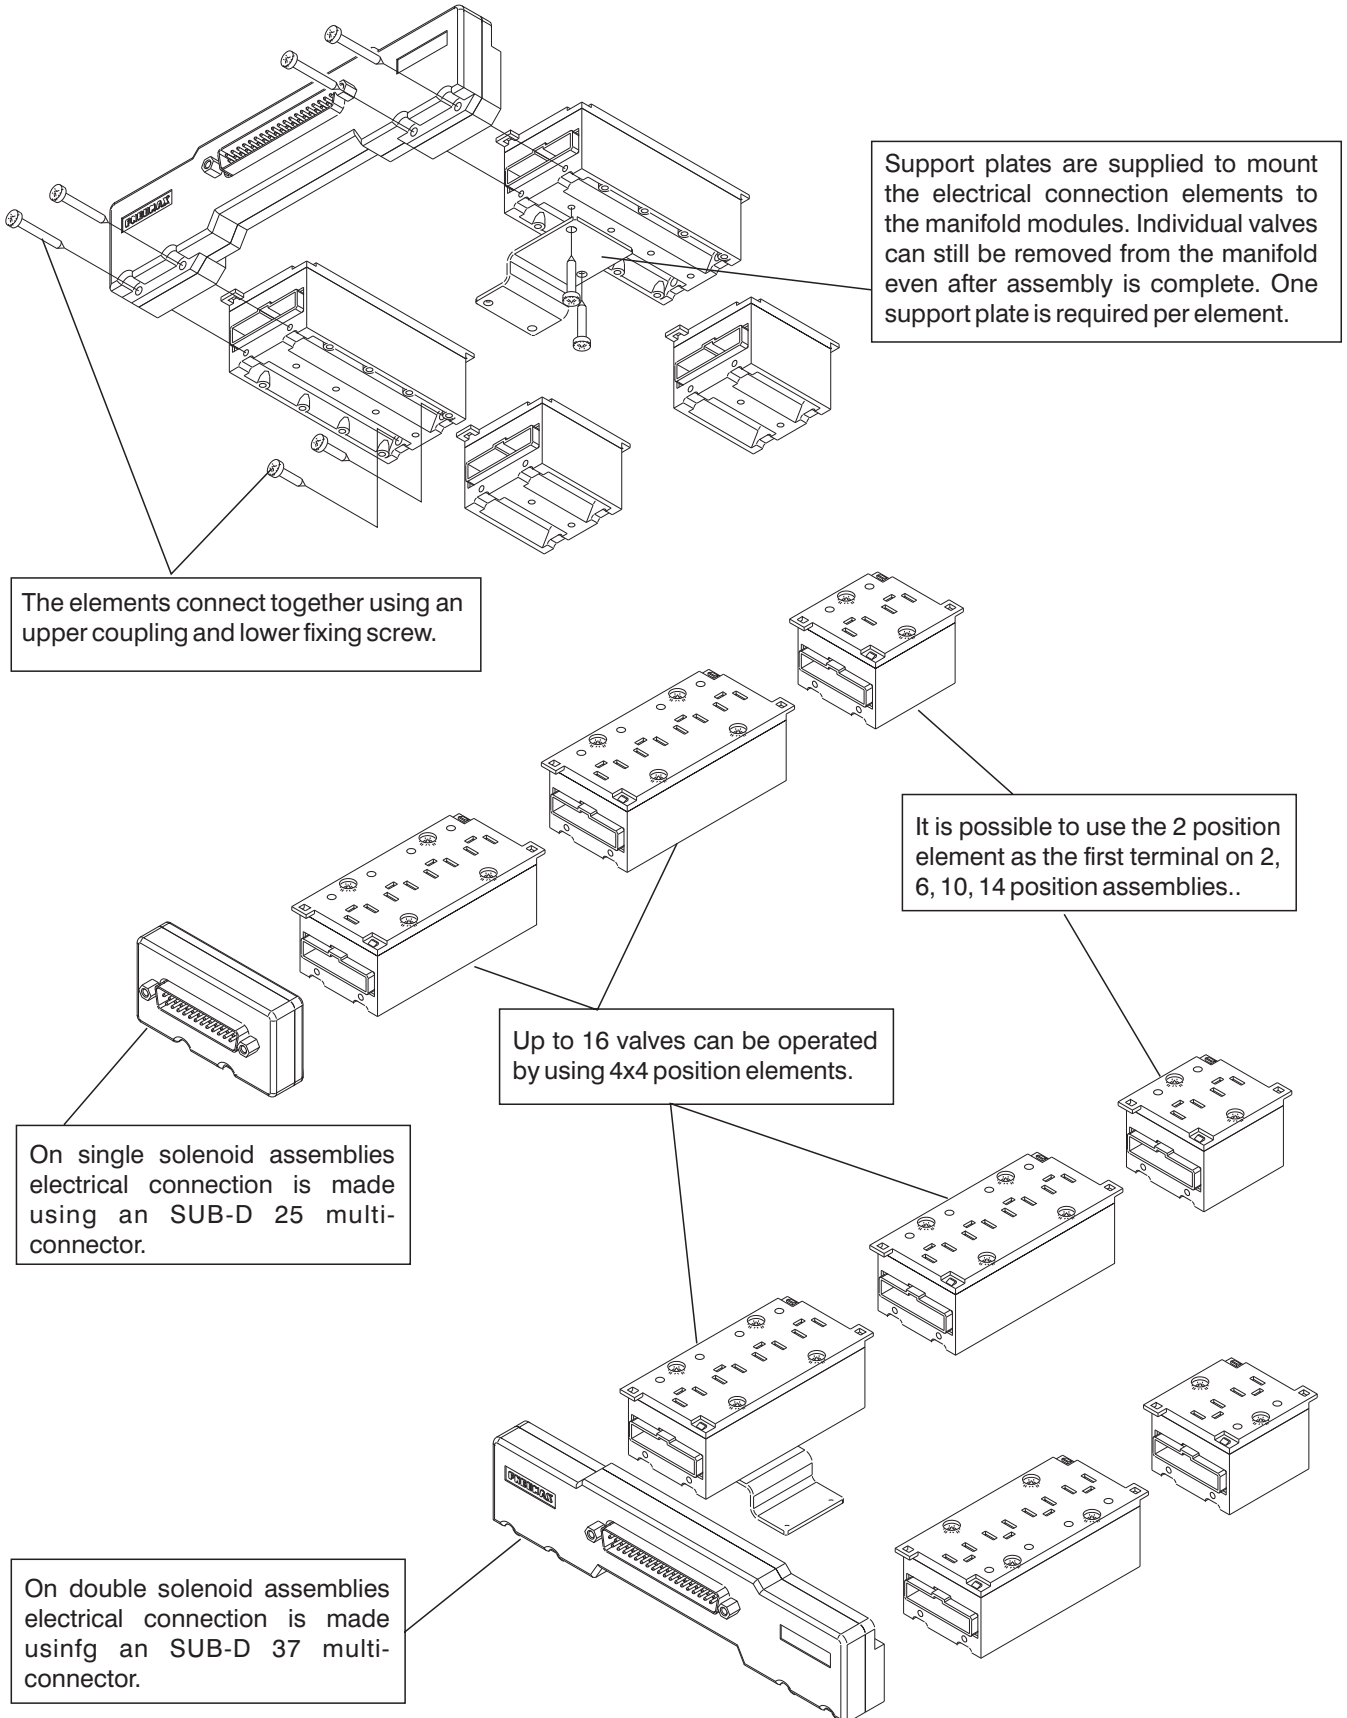 PNEUMAX
Support plates are supplied to mount
the electrical connection elements to
the manifold modules. Individual valves
can still be removed from the manifold
even after assembly is complete. One
support plate is required per element.
The elements connect together using an
upper coupling and lower fixing screw.
It is possible to use the 2 position
element as the first terminal on 2,
6, 10, 14 position assemblies..
Up to 16 valves can be operated
by using 4x4 position elements.
On single solenoid assemblies
electrical connection is made
using an SUB-D 25 multi-
connector.
PNEUMAX
On double solenoid assemblies
electrical connection is made
usinfg an SUB-D 37 multi-
connector.